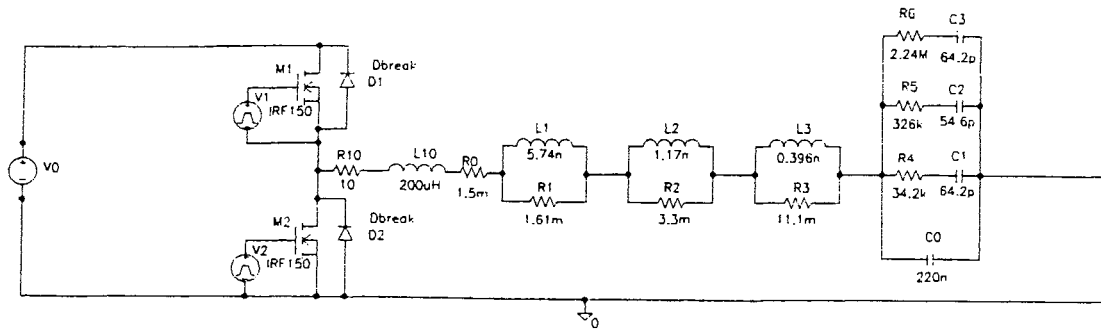 R6
C3
2.24M
64.2p
M1
Dbreak
D1
V1
IRF150
R5
C2
326k
54.6p
L1
5.74n
L2
1.17n
L3
0.396n
V0
R10
10
L10
200uH
R0
1.5m
R4
C1
34.2k
64.2p
R1
1.61m
R2
3.3m
R3
11.1m
M2
Dbreak
D2
V2
IRF150
C0
220n
0